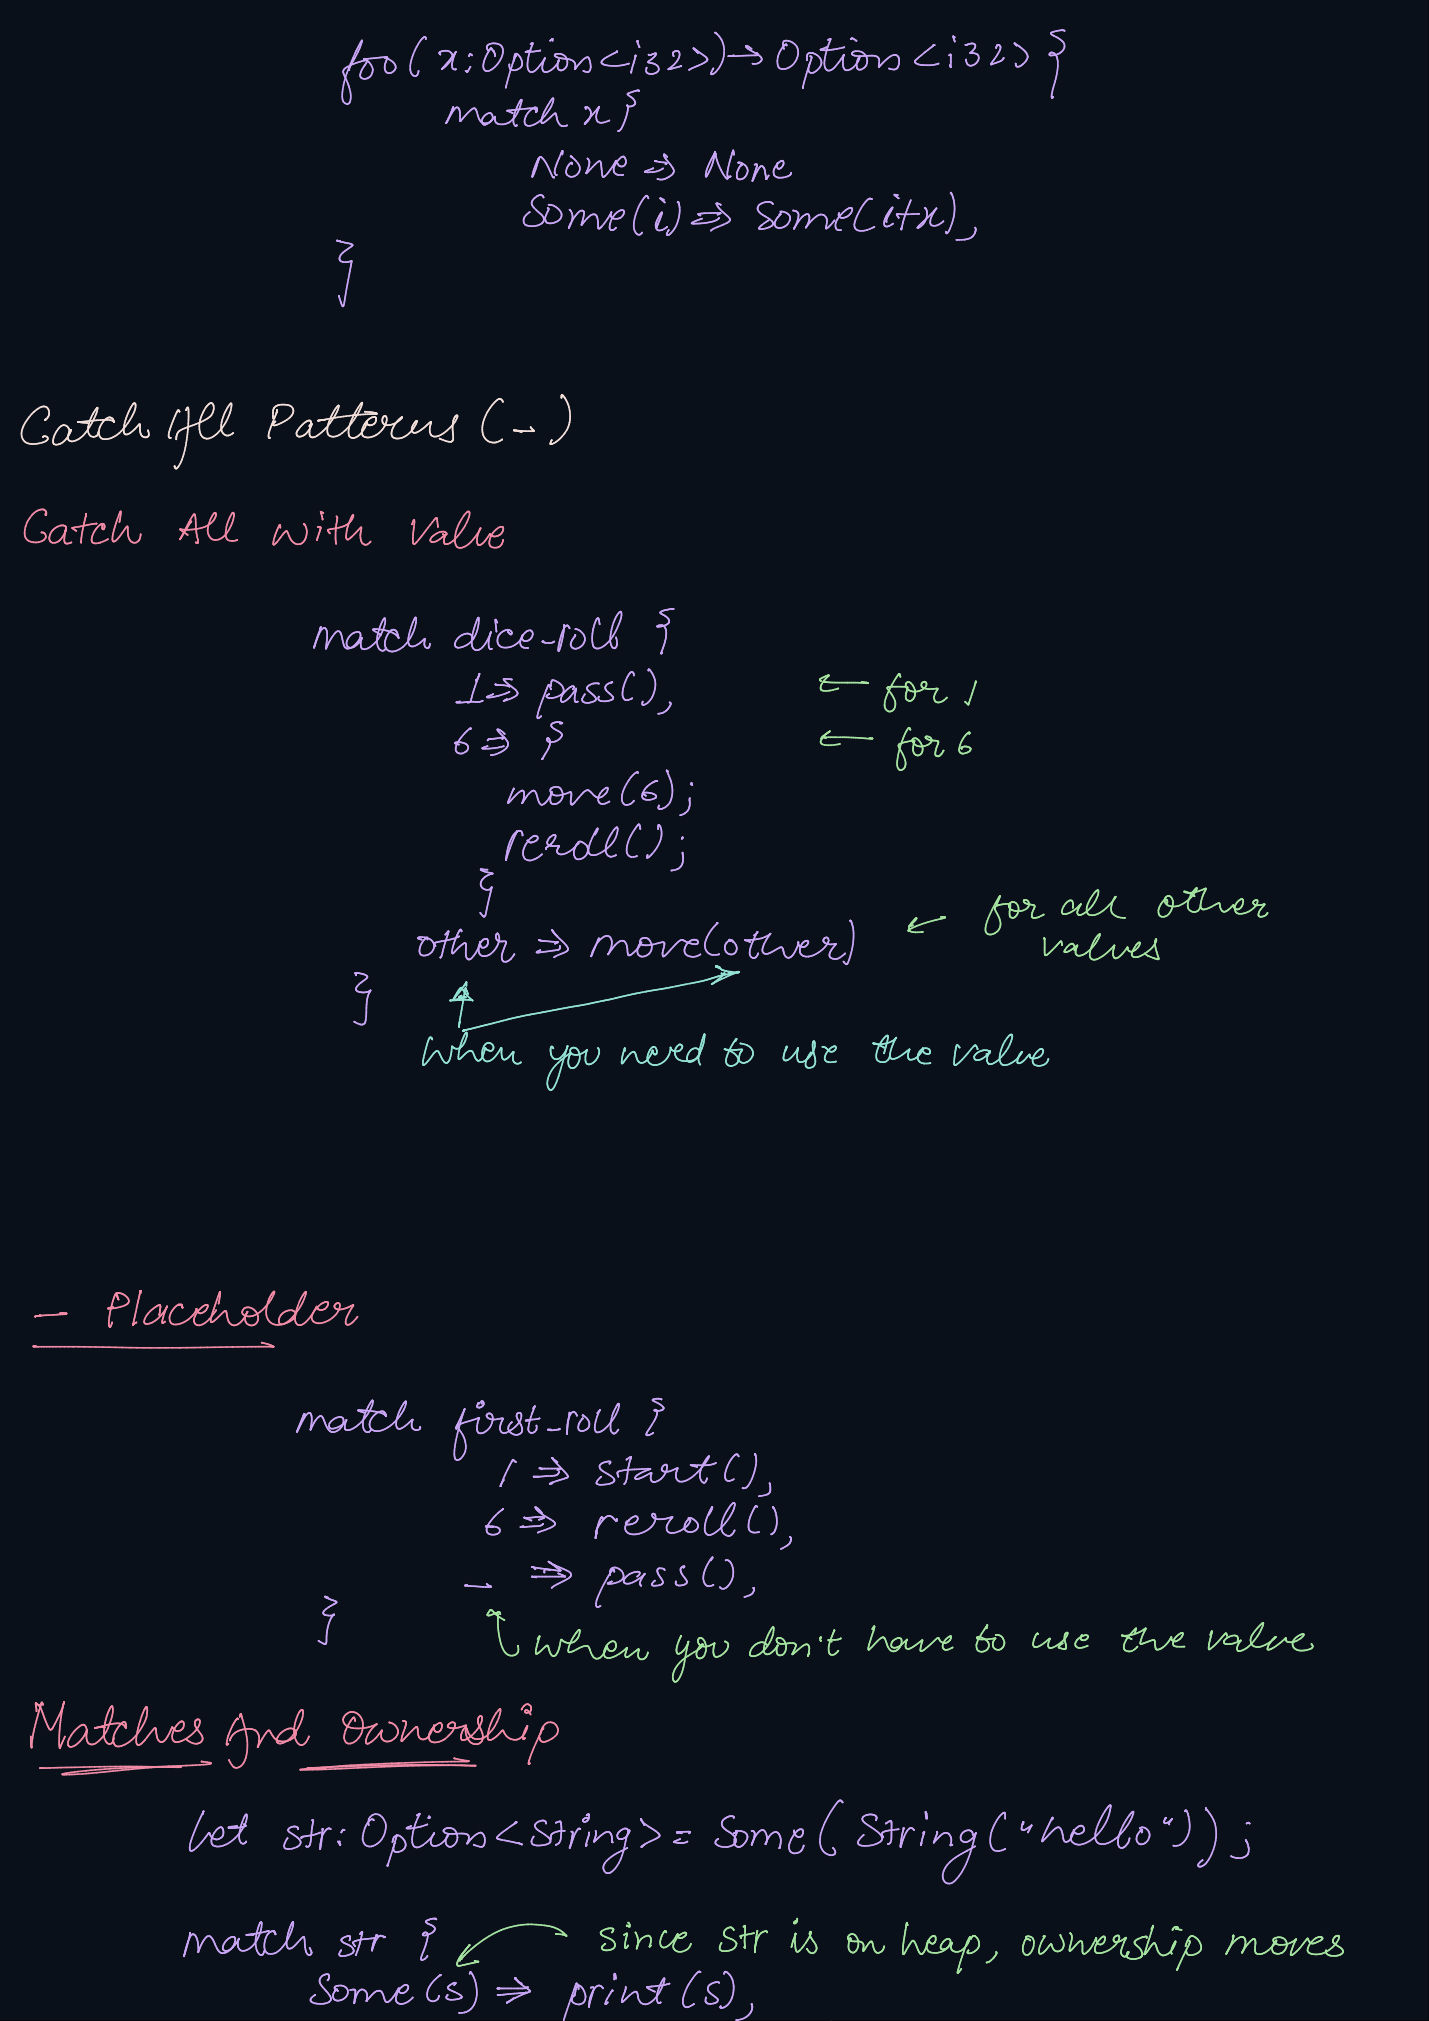 foo(x:Option<i32>)→Option<i32>{
match x{
None ⇒ None
Some(i)⇒ Some(i+x),
}
Catch All Patterns (_)
Catch All with Value
match dice_roll {
1⇒ pass(), ← for 1
6⇒ { ← for 6
move(6);
reroll();
}
other ⇒ move(other) ← for all other
values
}
when you need to use the value
_ Placeholder
match first_roll {
1 ⇒ start(),
6 ⇒ reroll(),
_ ⇒ pass(),
}
when you don't have to use the value
Matches And Ownership
let str:Option<String>= Some(String("hello"));
match str { since str is on heap, ownership moves
Some(s) ⇒ print(s),